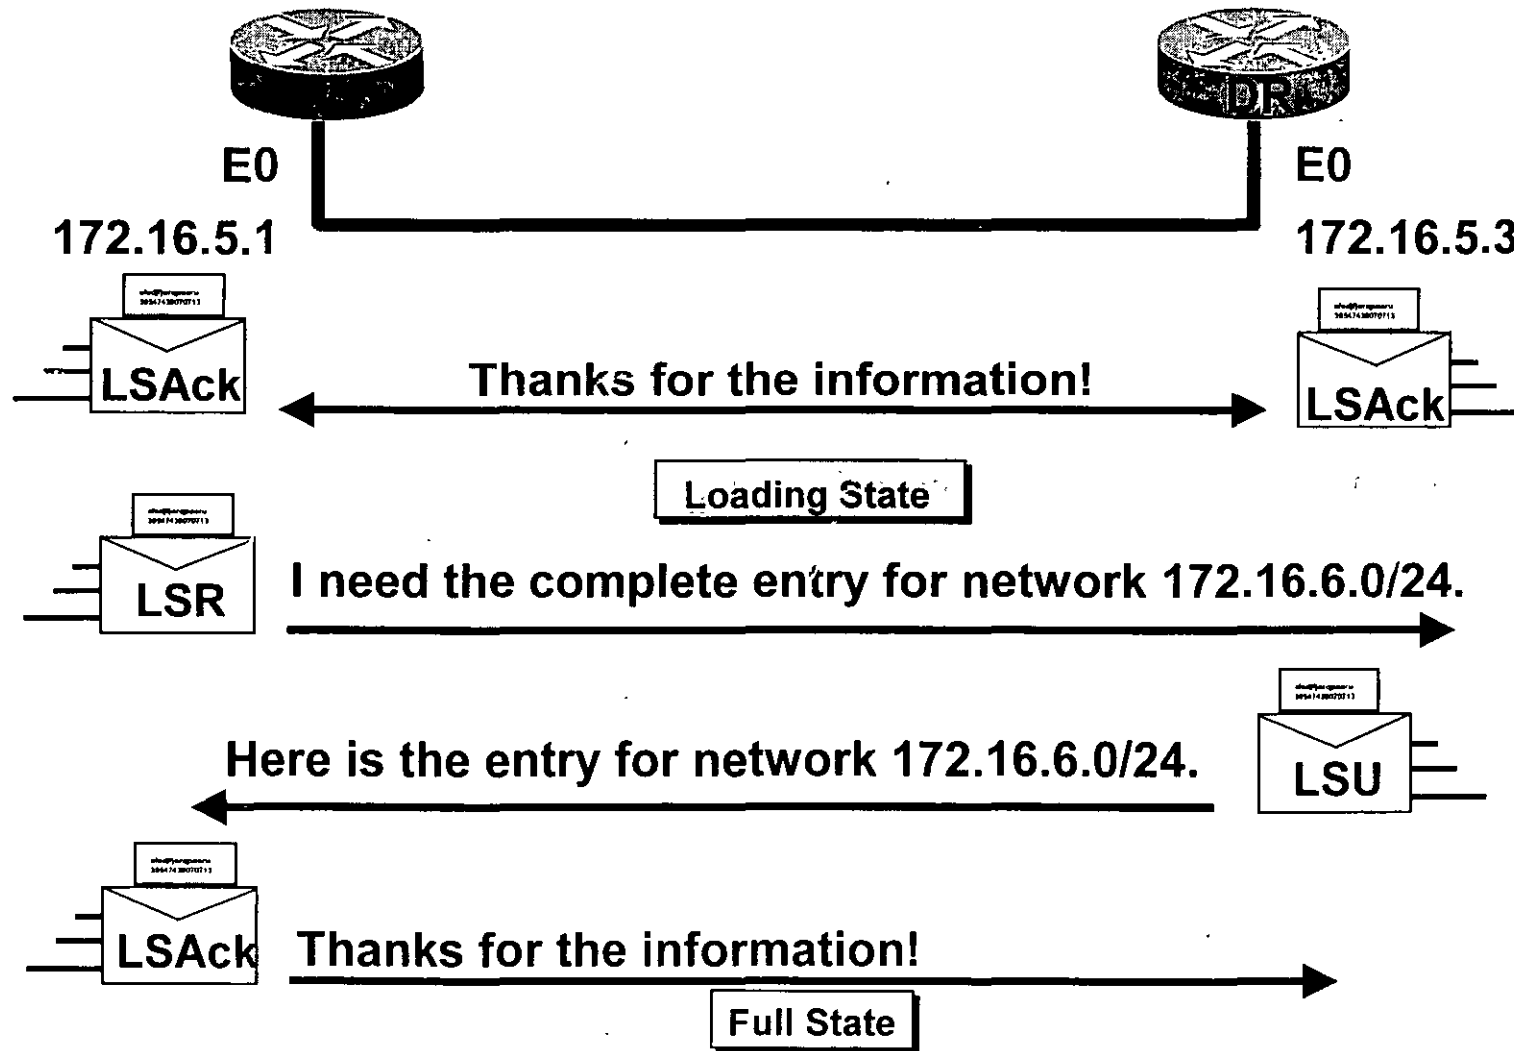 DR
E0
E0
172.16.5.1
172.16.5.3
LSAck
Thanks for the information!
LSAck
Loading State
LSR
I need the complete entry for network 172.16.6.0/24.
Here is the entry for network 172.16.6.0/24.
LSU
LSAck
Thanks for the information!
Full State